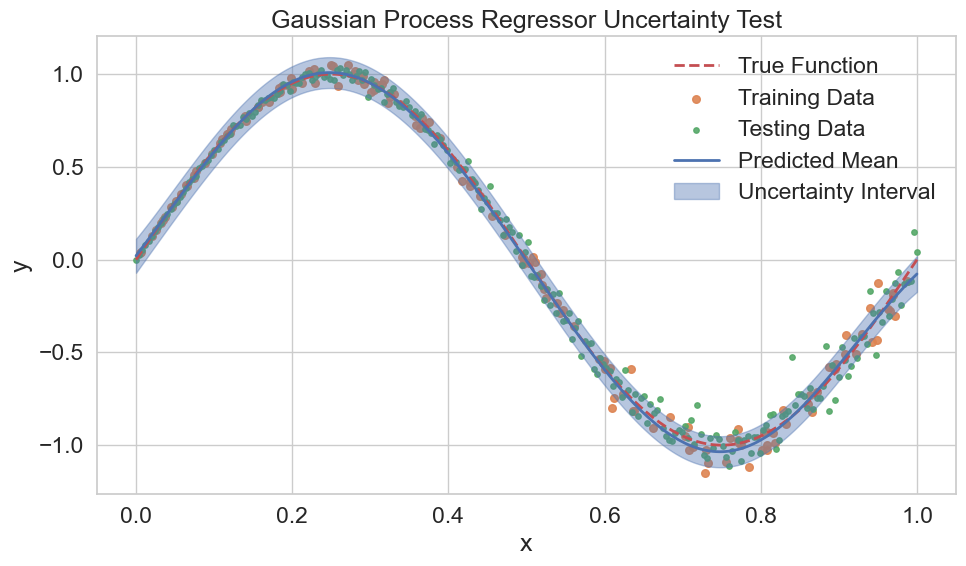 Gaussian Process Regressor Uncertainty Test
True Function
Training Data
Testing Data
Predicted Mean
Uncertainty Interval
1.0
0.5
0.0
−0.5
−1.0
y
0.0 0.2 0.4 0.6 0.8 1.0
x